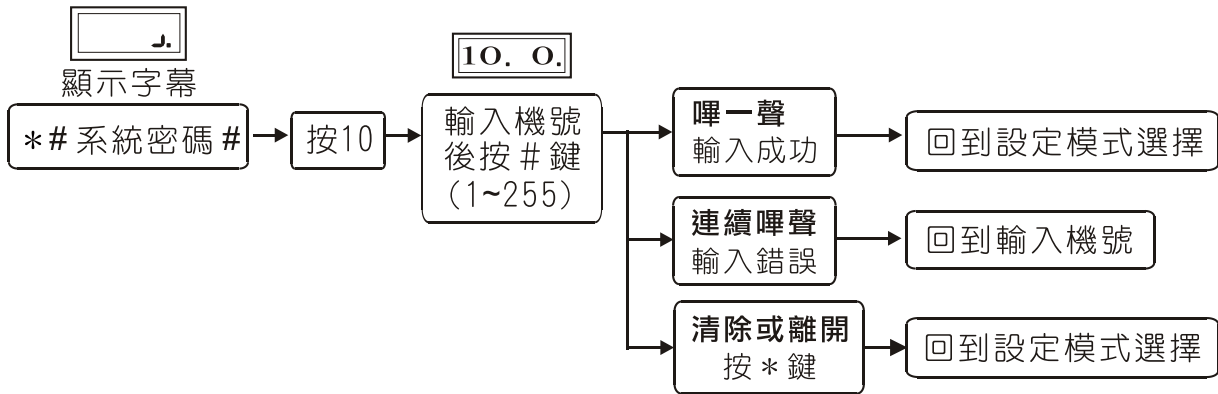 顯示字幕
10. 0.
*#系統密碼#
按10
輸入機號
後按#鍵
(1~255)
嗶一聲
輸入成功
回到設定模式選擇
連續嗶聲
輸入錯誤
回到輸入機號
清除或離開
按*鍵
回到設定模式選擇